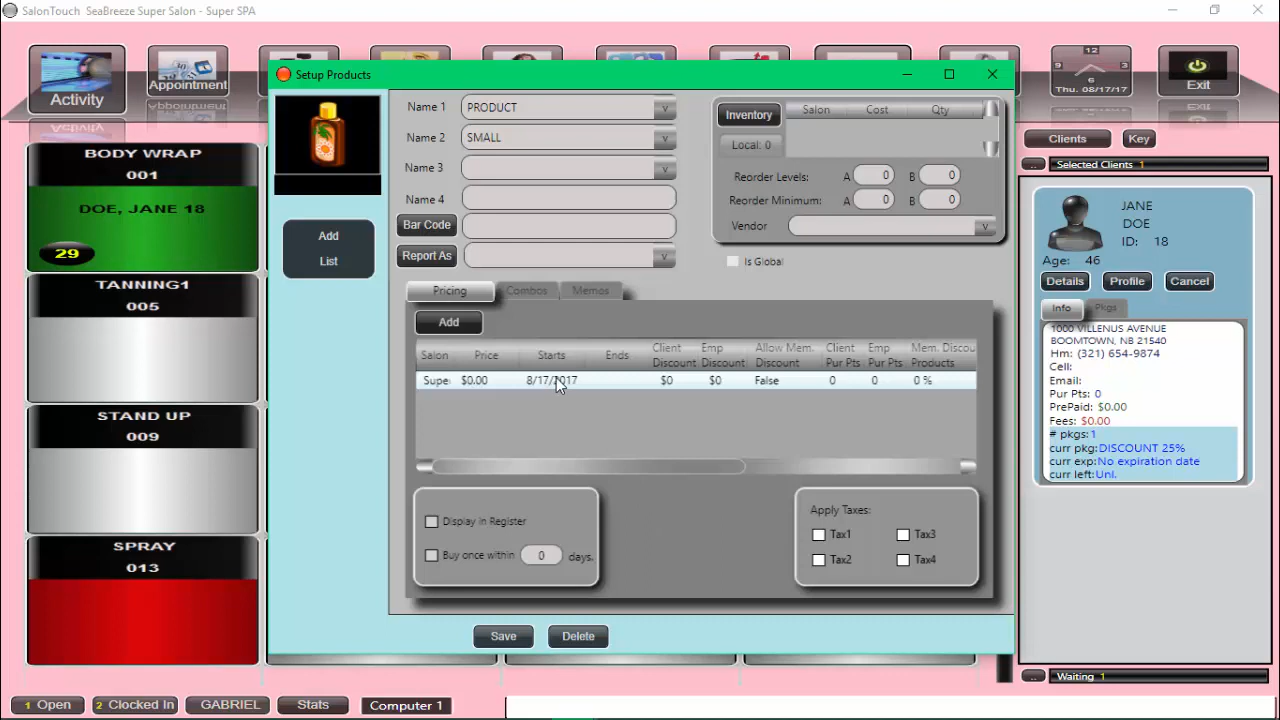 SalonTouch SeaBreeze Super Salon - Super SPA
Activity
Appointment
12
9 3
6
Thu. 08/17/17
Exit
Setup Products
Name 1 PRODUCT v
Name 2 SMALL v
Name 3 v
Name 4
Bar Code
Report As v
Inventory
Salon Cost Qty
Local: 0
Reorder Levels: A 0 B 0
Reorder Minimum: A 0 B 0
Vendor v
Is Global
Add
List
Pricing Combos Memos
Add
Salon Price Starts Ends Client Discount Emp Discount Allow Mem. Discount Client Pur Pts Emp Pur Pts Mem. Discou Products
Supe $0.00 8/17/2017 $0 $0 False 0 0 0 %
Display in Register
Buy once within 0 days.
Apply Taxes:
Tax1 Tax3
Tax2 Tax4
Save Delete
BODY WRAP
001
DOE, JANE 18
29
TANNING1
005
STAND UP
009
SPRAY
013
Clients Key
.. Selected Clients 1
JANE
DOE
ID: 18
Age: 46
Details Profile Cancel
Info Pkgs
1000 VILLENUS AVENUE
BOOMTOWN, NB 21540
Hm: (321) 654-9874
Cell:
Email:
Pur Pts: 0
PrePaid: $0.00
Fees: $0.00
# pkgs: 1
curr pkg: DISCOUNT 25%
curr exp: No expiration date
curr left: Unl.
.. Waiting 1
1 Open
2 Clocked In
GABRIEL
Stats
Computer 1